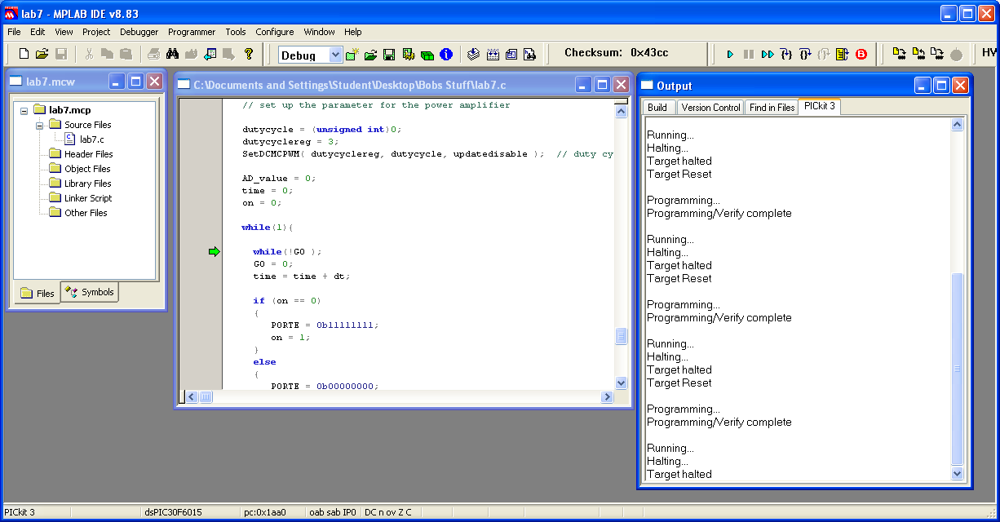 lab7 - MPLAB IDE v8.83
File Edit View Project Debugger Programmer Tools Configure Window Help
Debug
Checksum: 0x43cc
HW
lab7.mcw
lab7.mcp
Source Files
lab7.c
Header Files
Object Files
Library Files
Linker Script
Other Files
Files Symbols
C:\Documents and Settings\Student\Desktop\Bobs Stuff\lab7.c
// set up the parameter for the power amplifier
dutycycle = (unsigned int)0;
dutycyclereg = 3;
SetDCMCPWM( dutycyclereg, dutycycle, updatedisable ); // duty cy
AD_value = 0;
time = 0;
on = 0;
while(1){
while(!GO );
GO = 0;
time = time + dt;
if (on == 0)
{
PORTE = 0b11111111;
on = 1;
}
else
{
PORTE = 0b00000000;
Output
Build Version Control Find in Files PICkit 3
Running...
Halting...
Target halted
Target Reset
Programming...
Programming/Verify complete
Running...
Halting...
Target halted
Target Reset
Programming...
Programming/Verify complete
Running...
Halting...
Target halted
Target Reset
Programming...
Programming/Verify complete
Running...
Halting...
Target halted
PICkit 3 dsPIC30F6015 pc:0x1aa0 oab sab IP0 DC n ov Z C